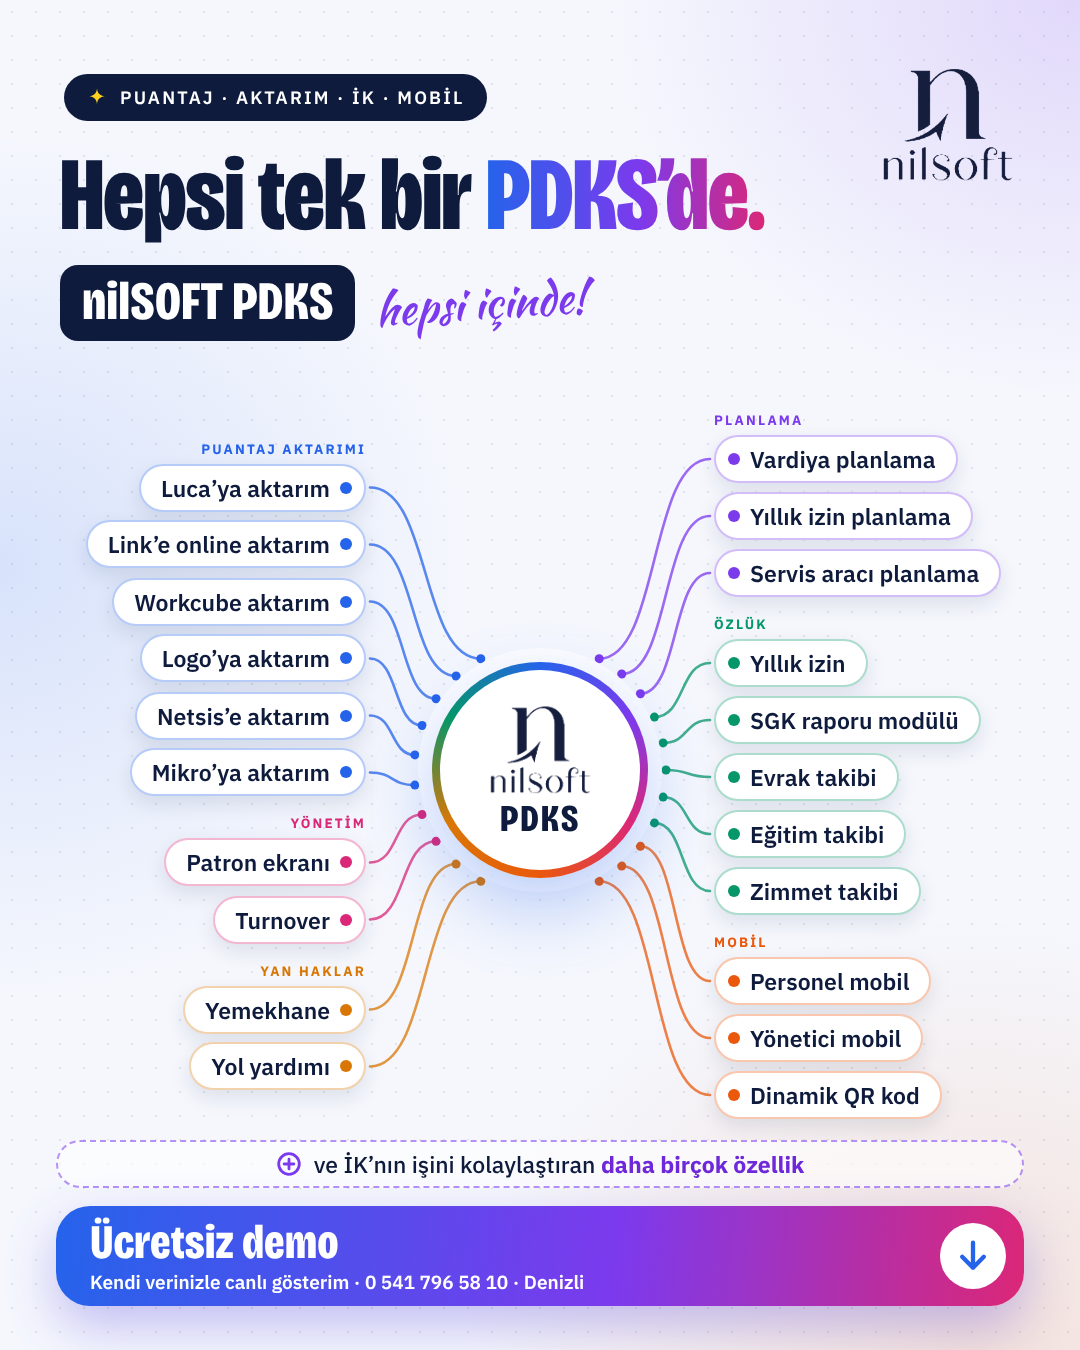 ✦ PUANTAJ · AKTARIM · İK · MOBİL
n
nilsoft
Hepsi tek bir PDKS’de.
nilSOFT PDKS
hepsi içinde!
PUANTAJ AKTARIMI
Luca’ya aktarım
Link’e online aktarım
Workcube aktarım
Logo’ya aktarım
Netsis’e aktarım
Mikro’ya aktarım
YÖNETİM
Patron ekranı
Turnover
YAN HAKLAR
Yemekhane
Yol yardımı
n
nilsoft
PDKS
PLANLAMA
Vardiya planlama
Yıllık izin planlama
Servis aracı planlama
ÖZLÜK
Yıllık izin
SGK raporu modülü
Evrak takibi
Eğitim takibi
Zimmet takibi
MOBİL
Personel mobil
Yönetici mobil
Dinamik QR kod
ve İK’nın işini kolaylaştıran daha birçok özellik
Ücretsiz demo
Kendi verinizle canlı gösterim · 0 541 796 58 10 · Denizli